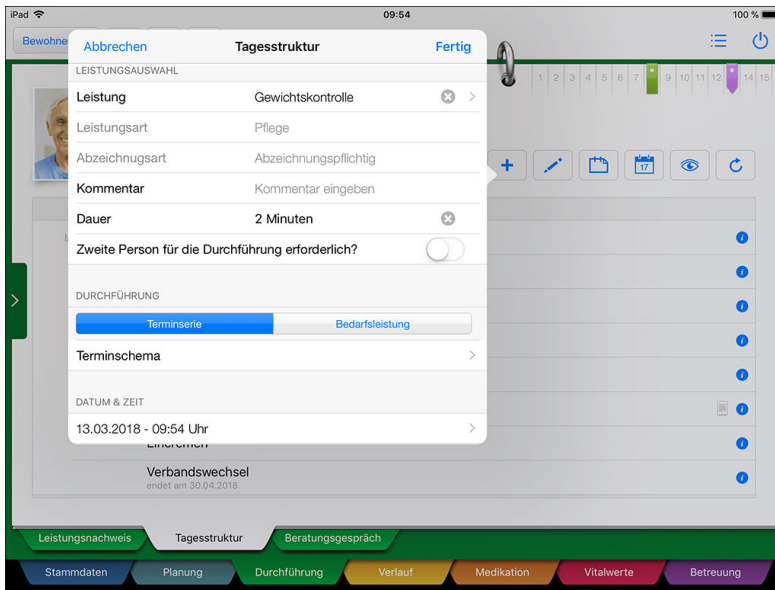 iPad 09:54 100 %
Bewohne
Abbrechen Tagesstruktur Fertig
1 2 3 4 5 6 7 9 10 11 12 14 15
LEISTUNGSAUSWAHL
Leistung Gewichtskontrolle
Leistungsart Pflege
Abzeichnugsart Abzeichnungspflichtig
17
Kommentar Kommentar eingeben
Dauer 2 Minuten
Zweite Person für die Durchführung erforderlich?
DURCHFÜHRUNG
Terminserie Bedarfsleistung
Terminschema
DATUM & ZEIT
13.03.2018 - 09:54 Uhr
Verbandswechsel
endet am 30.04.2018
Leistungsnachweis Tagesstruktur Beratungsgespräch
Stammdaten Planung Durchführung Verlauf Medikation Vitalwerte Betreuung